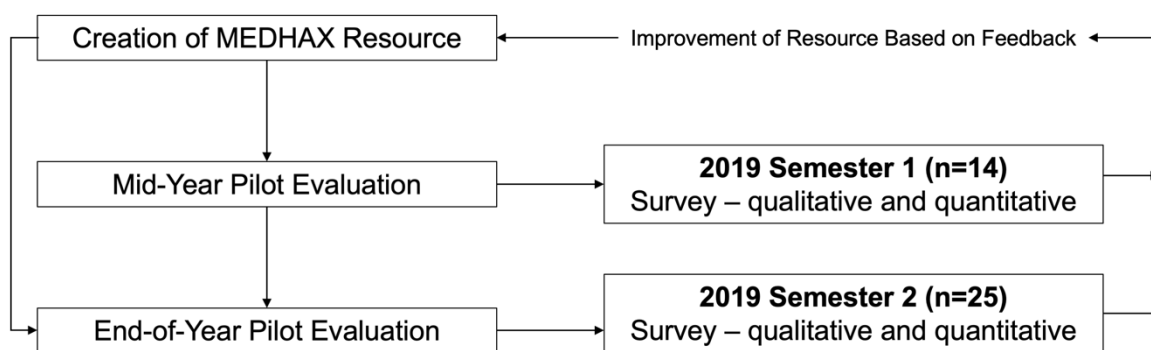 Creation of MEDHAX Resource
Improvement of Resource Based on Feedback
Mid-Year Pilot Evaluation
2019 Semester 1 (n=14)
Survey – qualitative and quantitative
End-of-Year Pilot Evaluation
2019 Semester 2 (n=25)
Survey – qualitative and quantitative